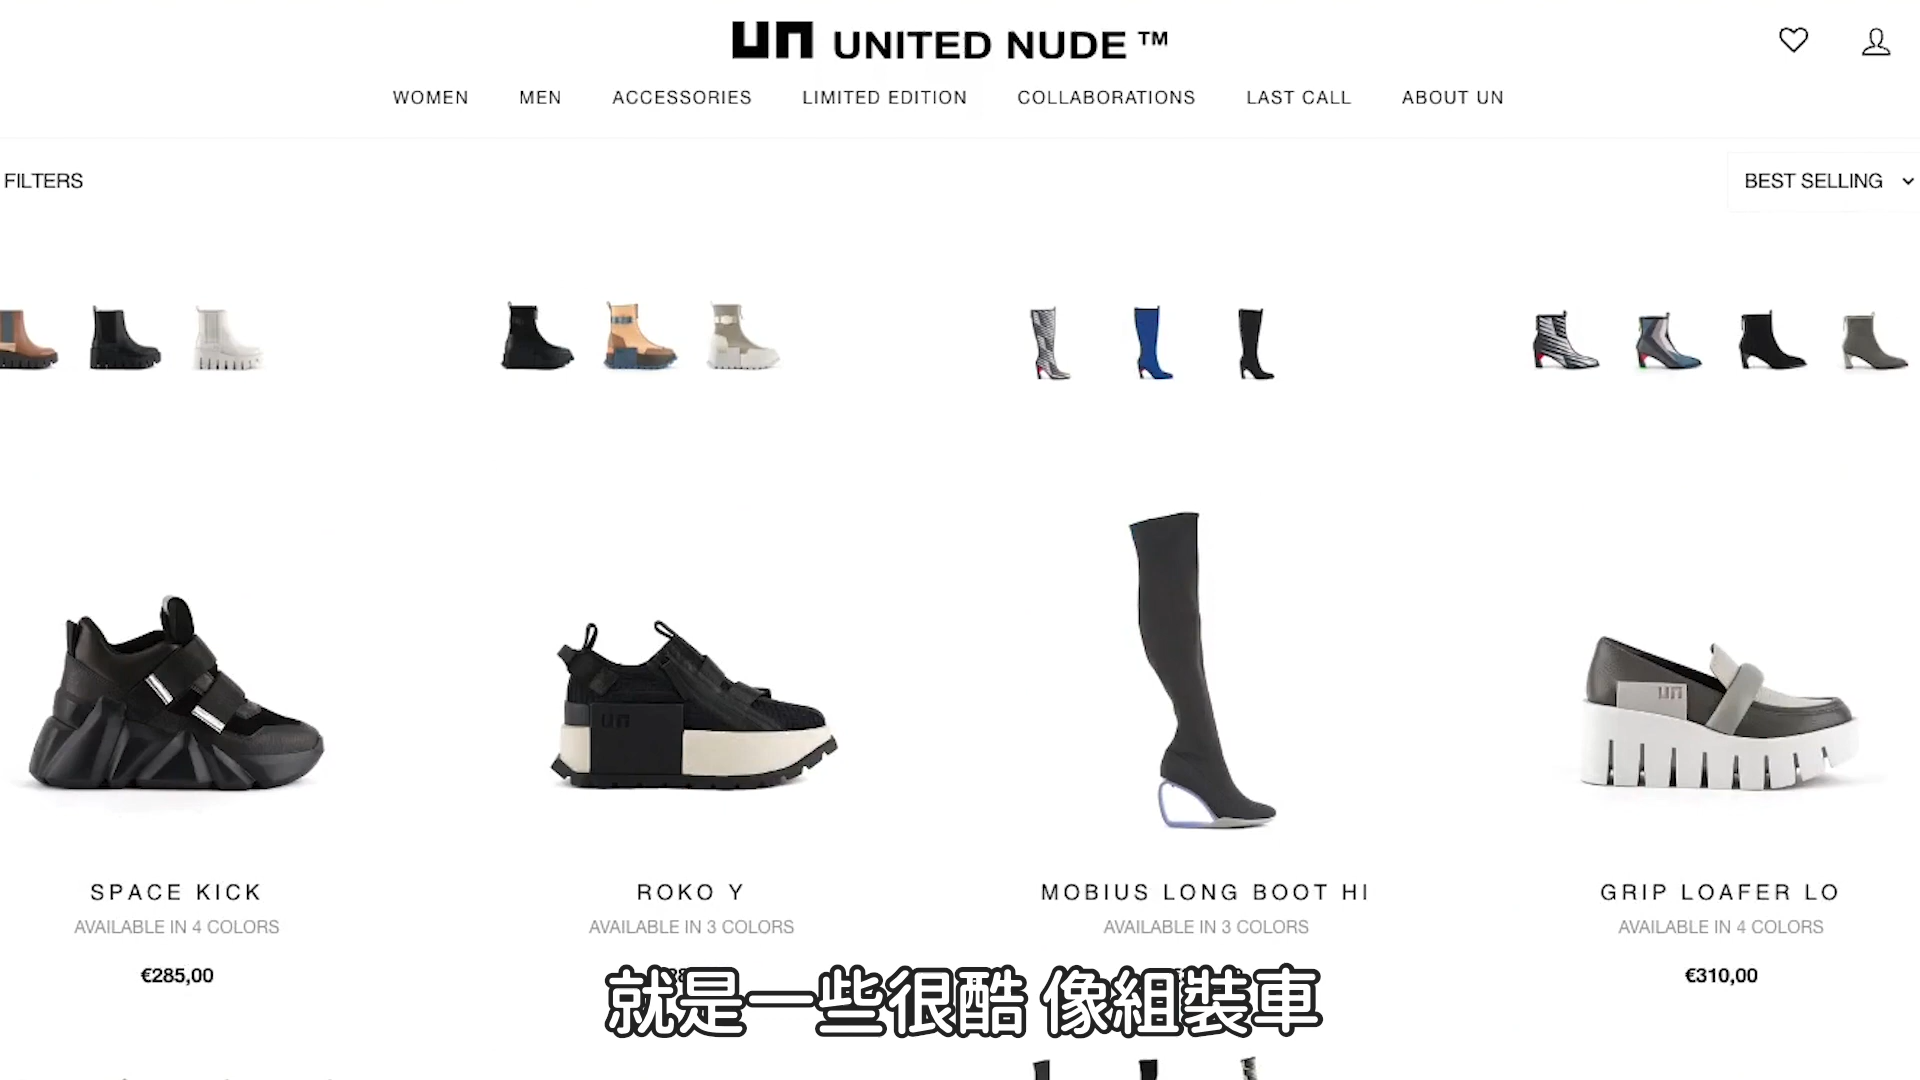 un UNITED NUDE ™
WOMEN MEN ACCESSORIES LIMITED EDITION COLLABORATIONS LAST CALL ABOUT UN
FILTERS
BEST SELLING
un
un
SPACE KICK
ROKO Y
MOBIUS LONG BOOT HI
GRIP LOAFER LO
AVAILABLE IN 4 COLORS
AVAILABLE IN 3 COLORS
AVAILABLE IN 3 COLORS
AVAILABLE IN 4 COLORS
€285,00
€310,00
就是一些很酷 像組裝車